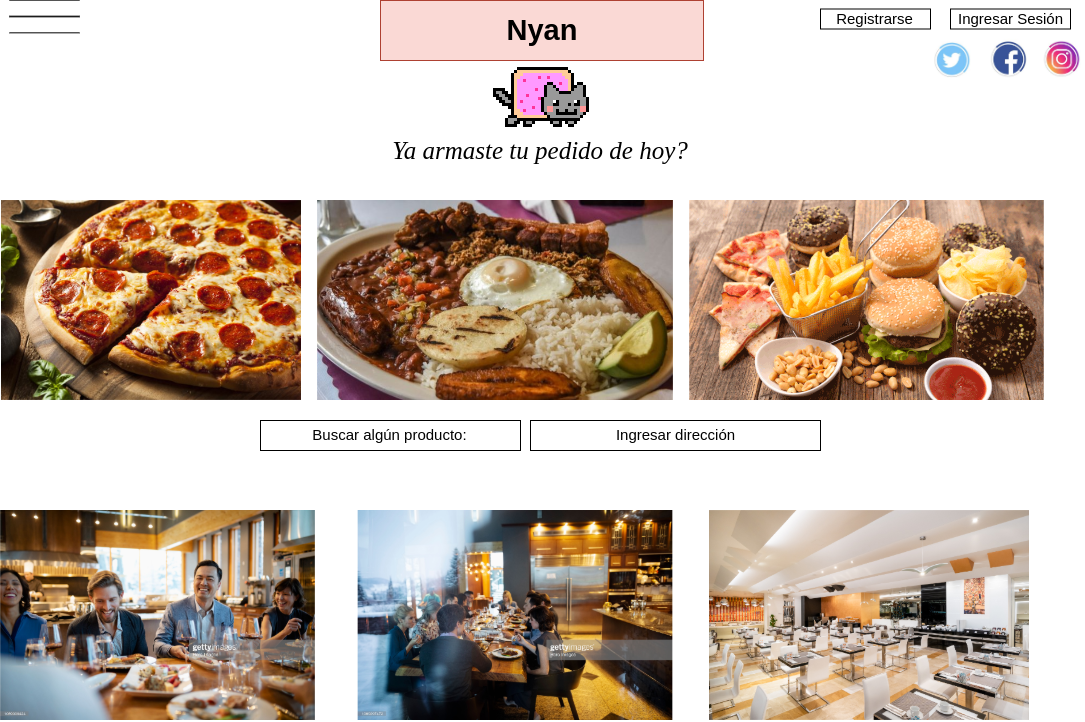 Nyan
Registrarse
Ingresar Sesión
Ya armaste tu pedido de hoy?
Buscar algún producto:
Ingresar dirección
gettyimages
gettyimages